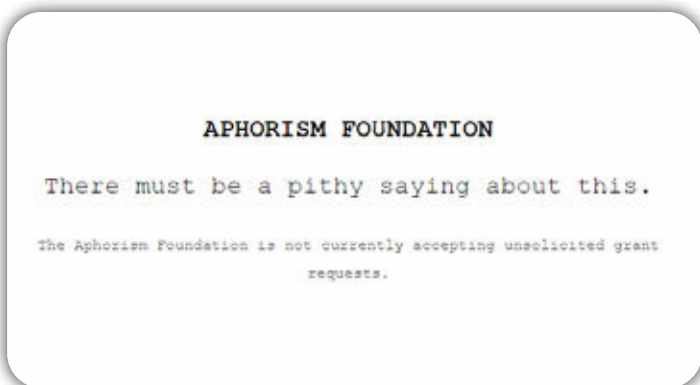 APHORISM FOUNDATION
There must be a pithy saying about this.
The Aphorism Foundation is not currently accepting unsolicited grant
requests.